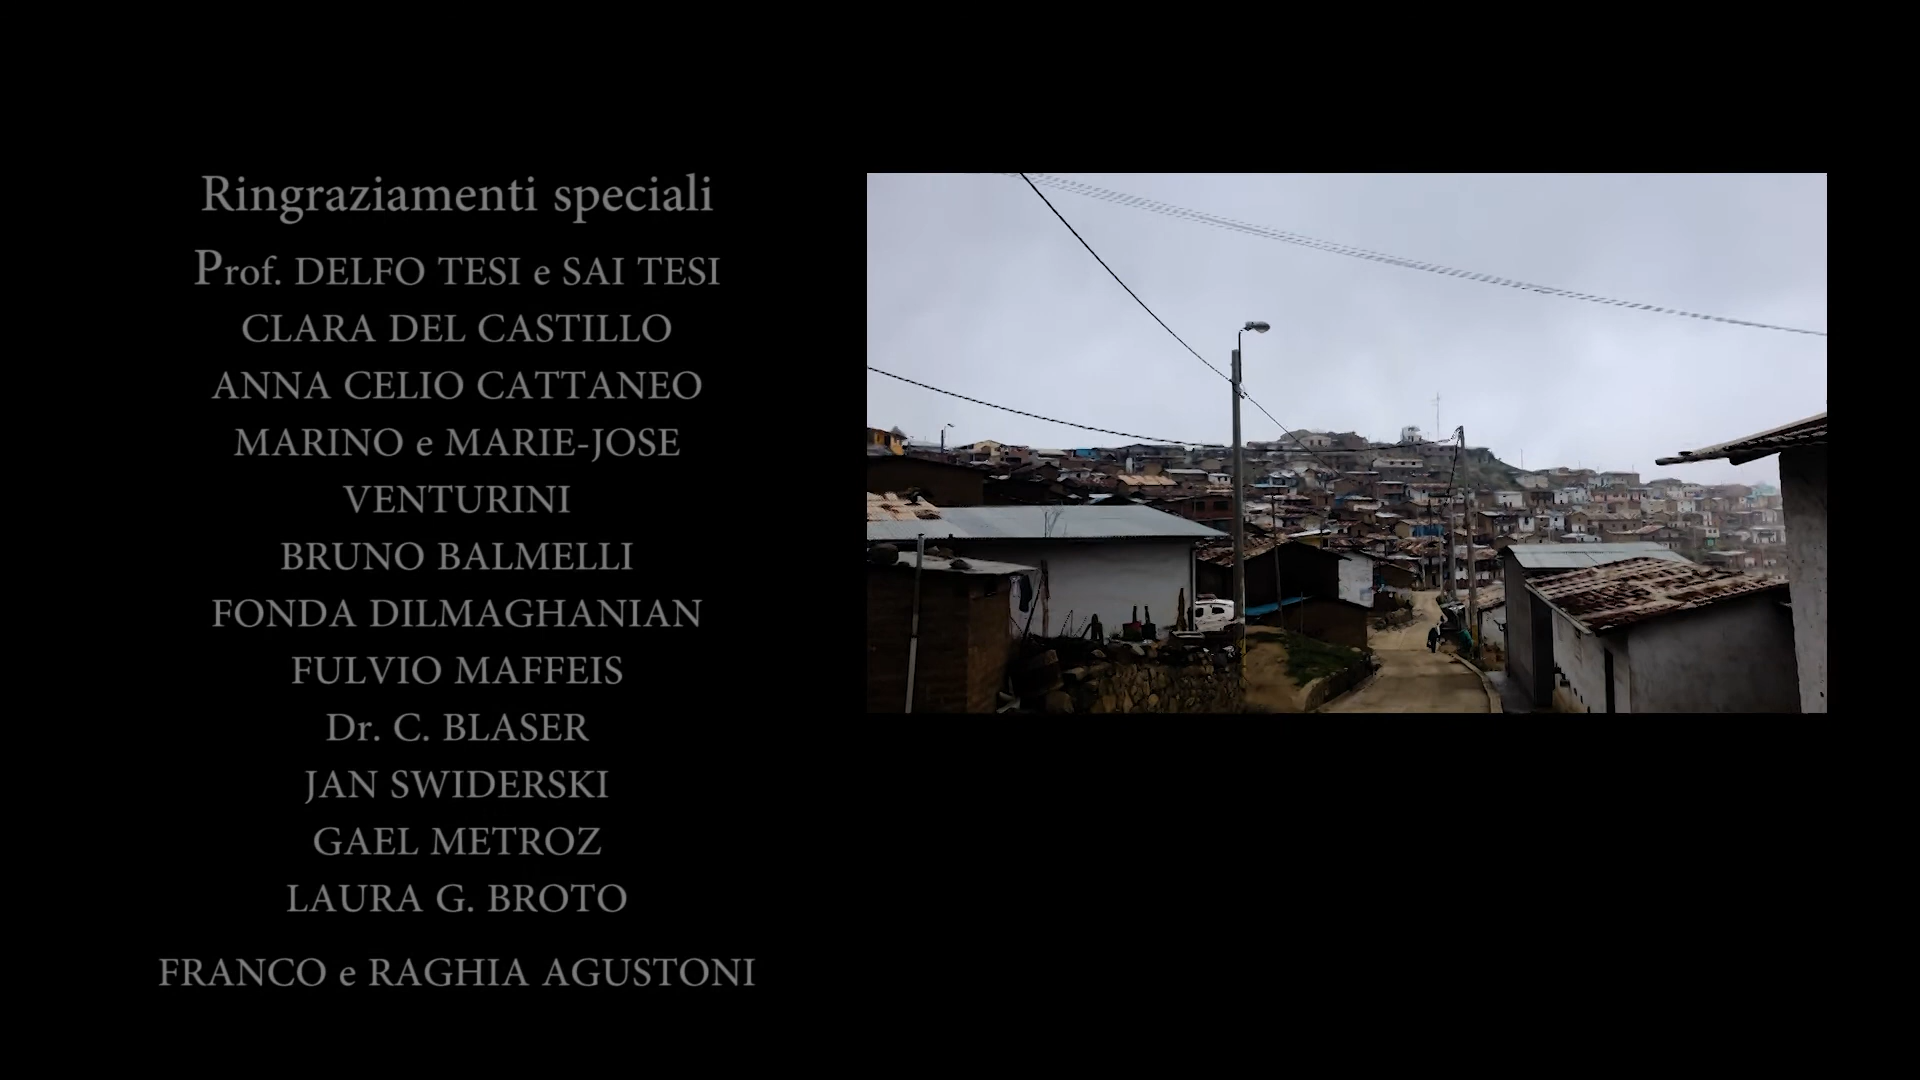 Ringraziamenti speciali
Prof. DELFO TESI e SAI TESI
CLARA DEL CASTILLO
ANNA CELIO CATTANEO
MARINO e MARIE-JOSE
VENTURINI
BRUNO BALMELLI
FONDA DILMAGHANIAN
FULVIO MAFFEIS
Dr. C. BLASER
JAN SWIDERSKI
GAEL METROZ
LAURA G. BROTO
FRANCO e RAGHIA AGUSTONI